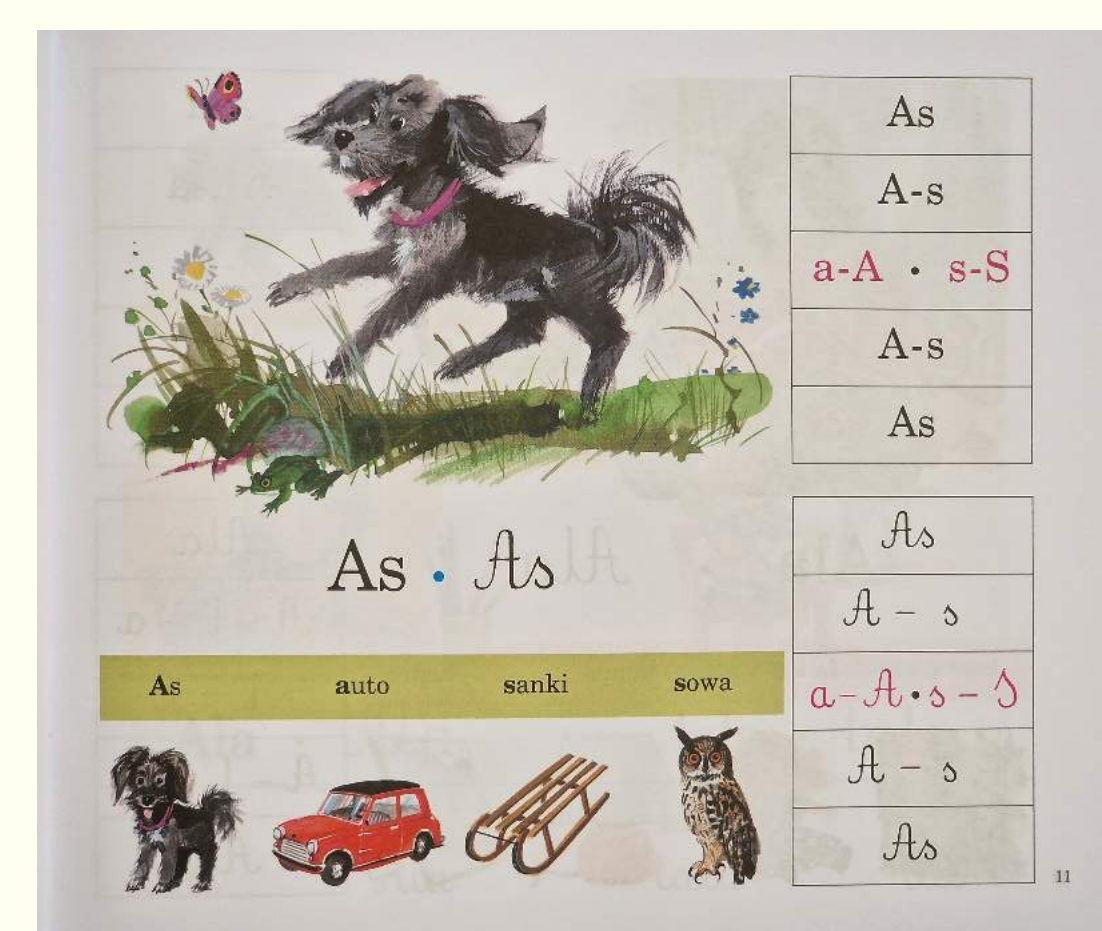 As
A-s
a-A • s-S
A-s
As
As • As
As
A – s
a – A • s – S
A – s
As
As auto sanki sowa
11